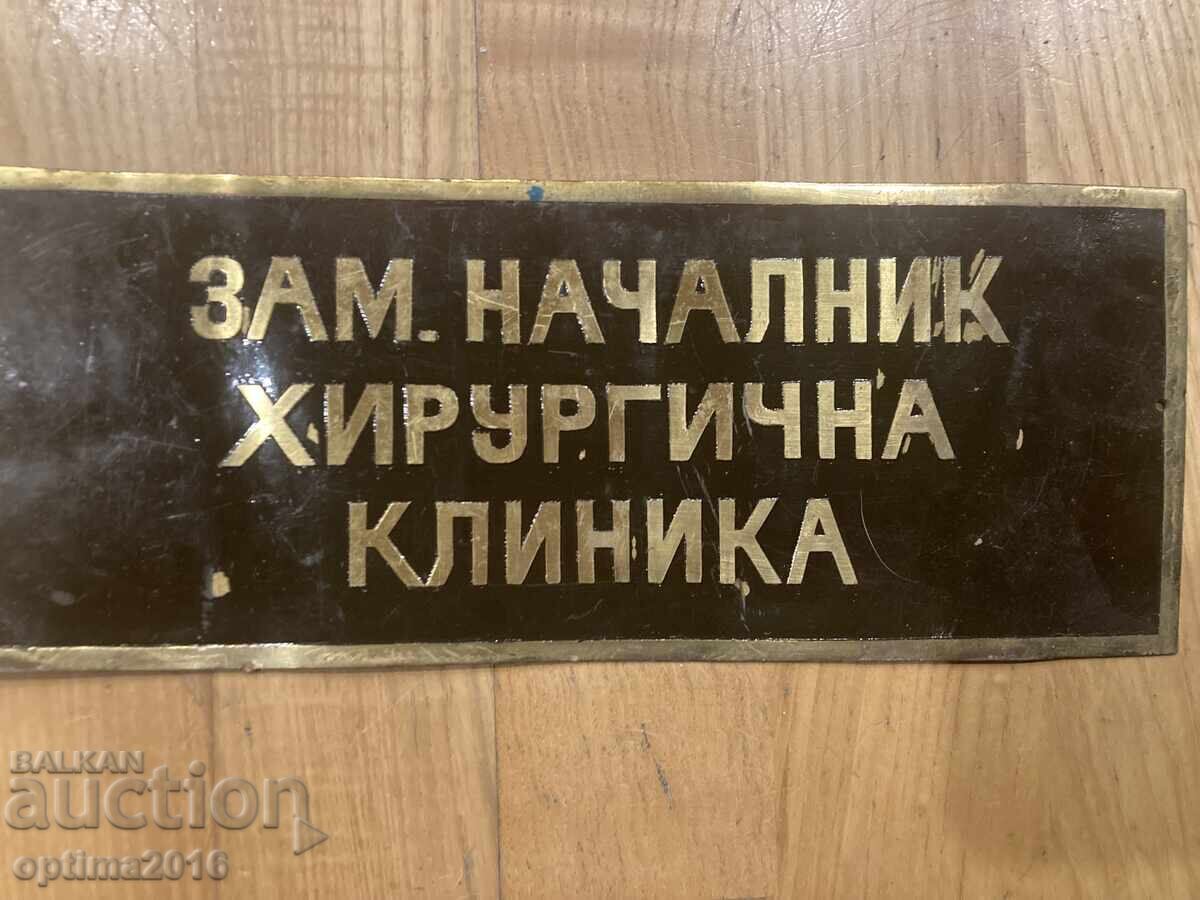 ЗАМ. НАЧАЛНИК
ХИРУРГИЧНА
КЛИНИКА
BALKAN
auction
optima2016